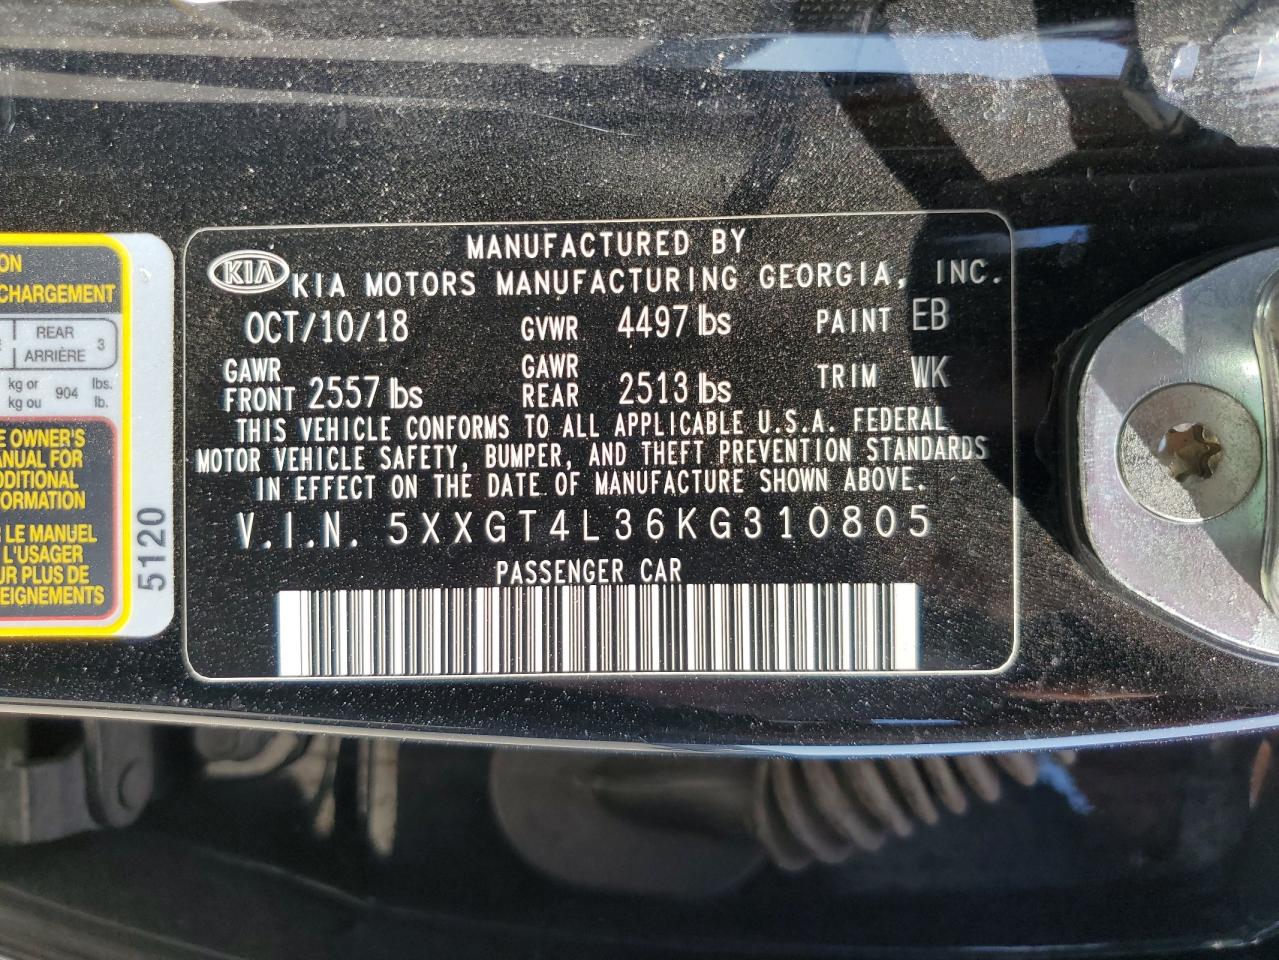 ON
CHARGEMENT
REAR
ARRIÈRE 3
kg or 904 lbs.
kg ou lb.
E OWNER'S
ANUAL FOR
DDITIONAL
FORMATION
R LE MANUEL
L'USAGER
UR PLUS DE
EIGNEMENTS
5120
MANUFACTURED BY
KIA KIA MOTORS MANUFACTURING GEORGIA, INC.
OCT/10/18 GVWR 4497 lbs PAINT EB
GAWR FRONT 2557 lbs GAWR REAR 2513 lbs TRIM WK
THIS VEHICLE CONFORMS TO ALL APPLICABLE U.S.A. FEDERAL
MOTOR VEHICLE SAFETY, BUMPER, AND THEFT PREVENTION STANDARDS
IN EFFECT ON THE DATE OF MANUFACTURE SHOWN ABOVE.
V.I.N. 5XXGT4L36KG310805
PASSENGER CAR